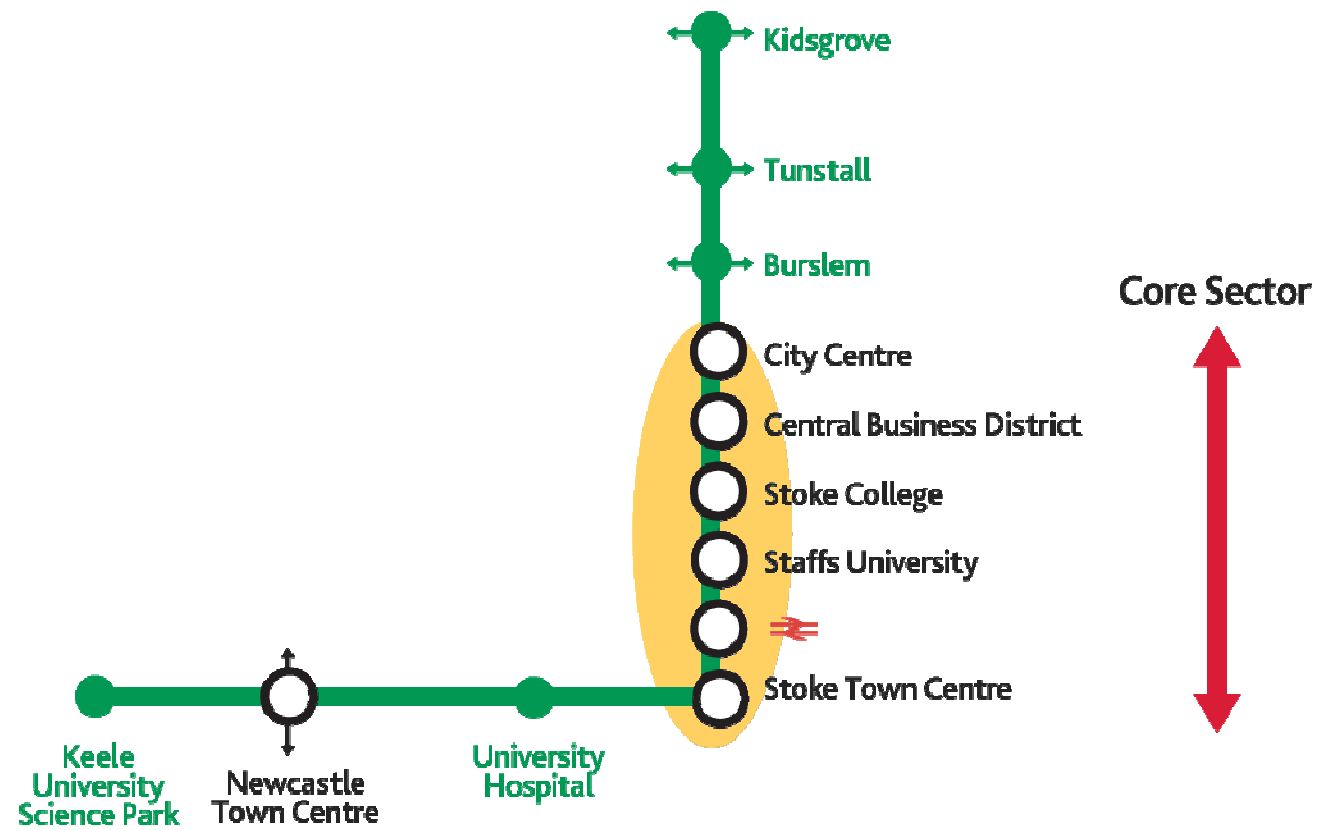 Kidsgrove
Tunstall
Burslem
Core Sector
City Centre
Central Business District
Stoke College
Staffs University
Stoke Town Centre
Keele
University
Science Park
Newcastle
Town Centre
University
Hospital